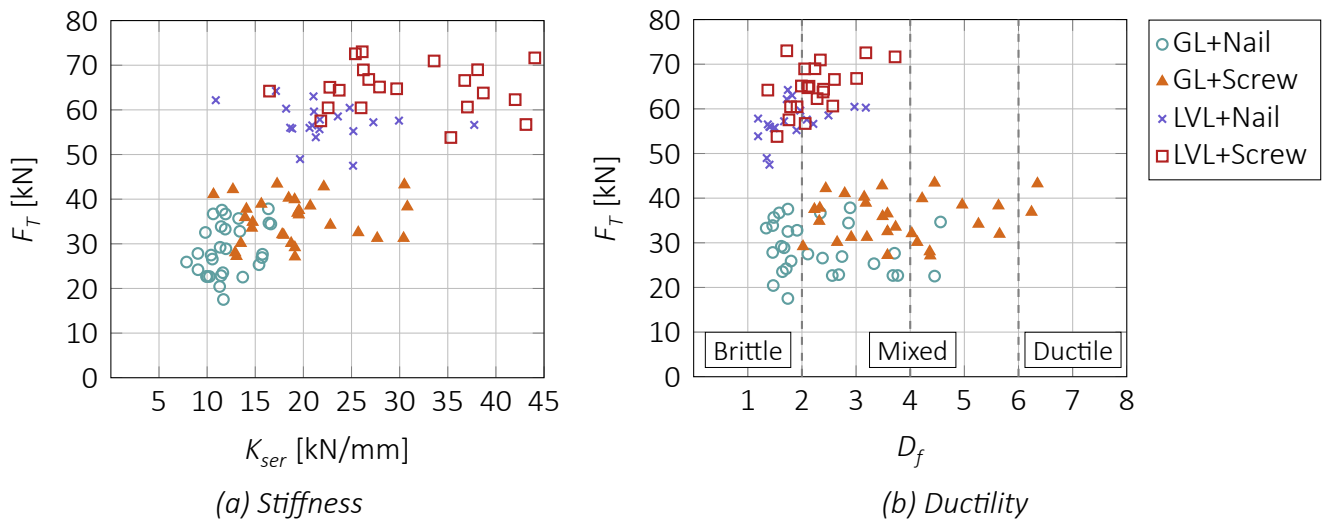 80
70
60
50
40
30
20
10
0
F_T [kN]
5 10 15 20 25 30 35 40 45
K_ser [kN/mm]
(a) Stiffness
80
70
60
50
40
30
20
10
0
F_T [kN]
Brittle Mixed Ductile
1 2 3 4 5 6 7 8
D_f
(b) Ductility
GL+Nail
GL+Screw
LVL+Nail
LVL+Screw